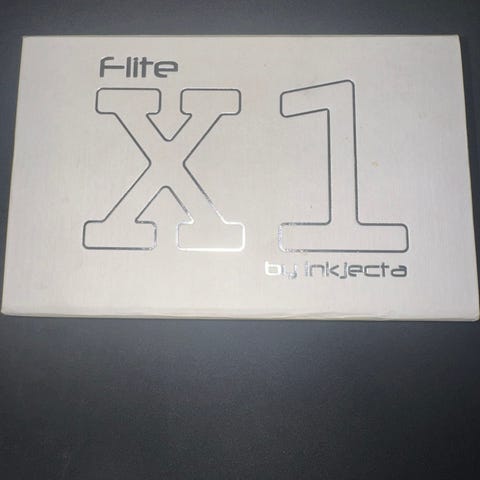 f-lite
X1
by inkjecta